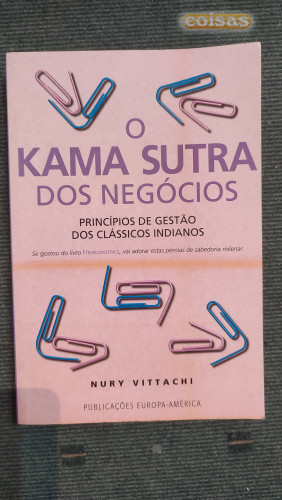 coisas
O
KAMA SUTRA
DOS NEGÓCIOS
PRINCÍPIOS DE GESTÃO
DOS CLÁSSICOS INDIANOS
Se gostou do livro Freakonomics, vai adorar estas pérolas de sabedoria milenar.
NURY VITTACHI
PUBLICAÇÕES EUROPA-AMÉRICA